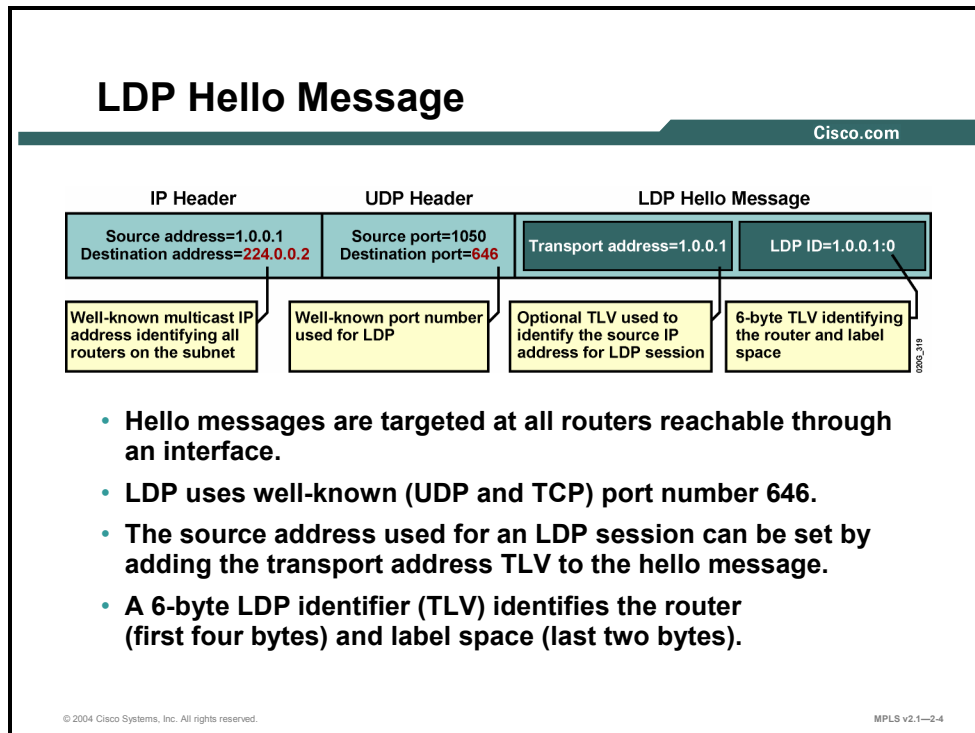 LDP Hello Message
Cisco.com
IP Header
UDP Header
LDP Hello Message
Source address=1.0.0.1
Destination address=224.0.0.2
Source port=1050
Destination port=646
Transport address=1.0.0.1
LDP ID=1.0.0.1:0
Well-known multicast IP
address identifying all
routers on the subnet
Well-known port number
used for LDP
Optional TLV used to
identify the source IP
address for LDP session
6-byte TLV identifying
the router and label
space
020G_319
• Hello messages are targeted at all routers reachable through
an interface.
• LDP uses well-known (UDP and TCP) port number 646.
• The source address used for an LDP session can be set by
adding the transport address TLV to the hello message.
• A 6-byte LDP identifier (TLV) identifies the router
(first four bytes) and label space (last two bytes).
© 2004 Cisco Systems, Inc. All rights reserved.
MPLS v2.1—2-4